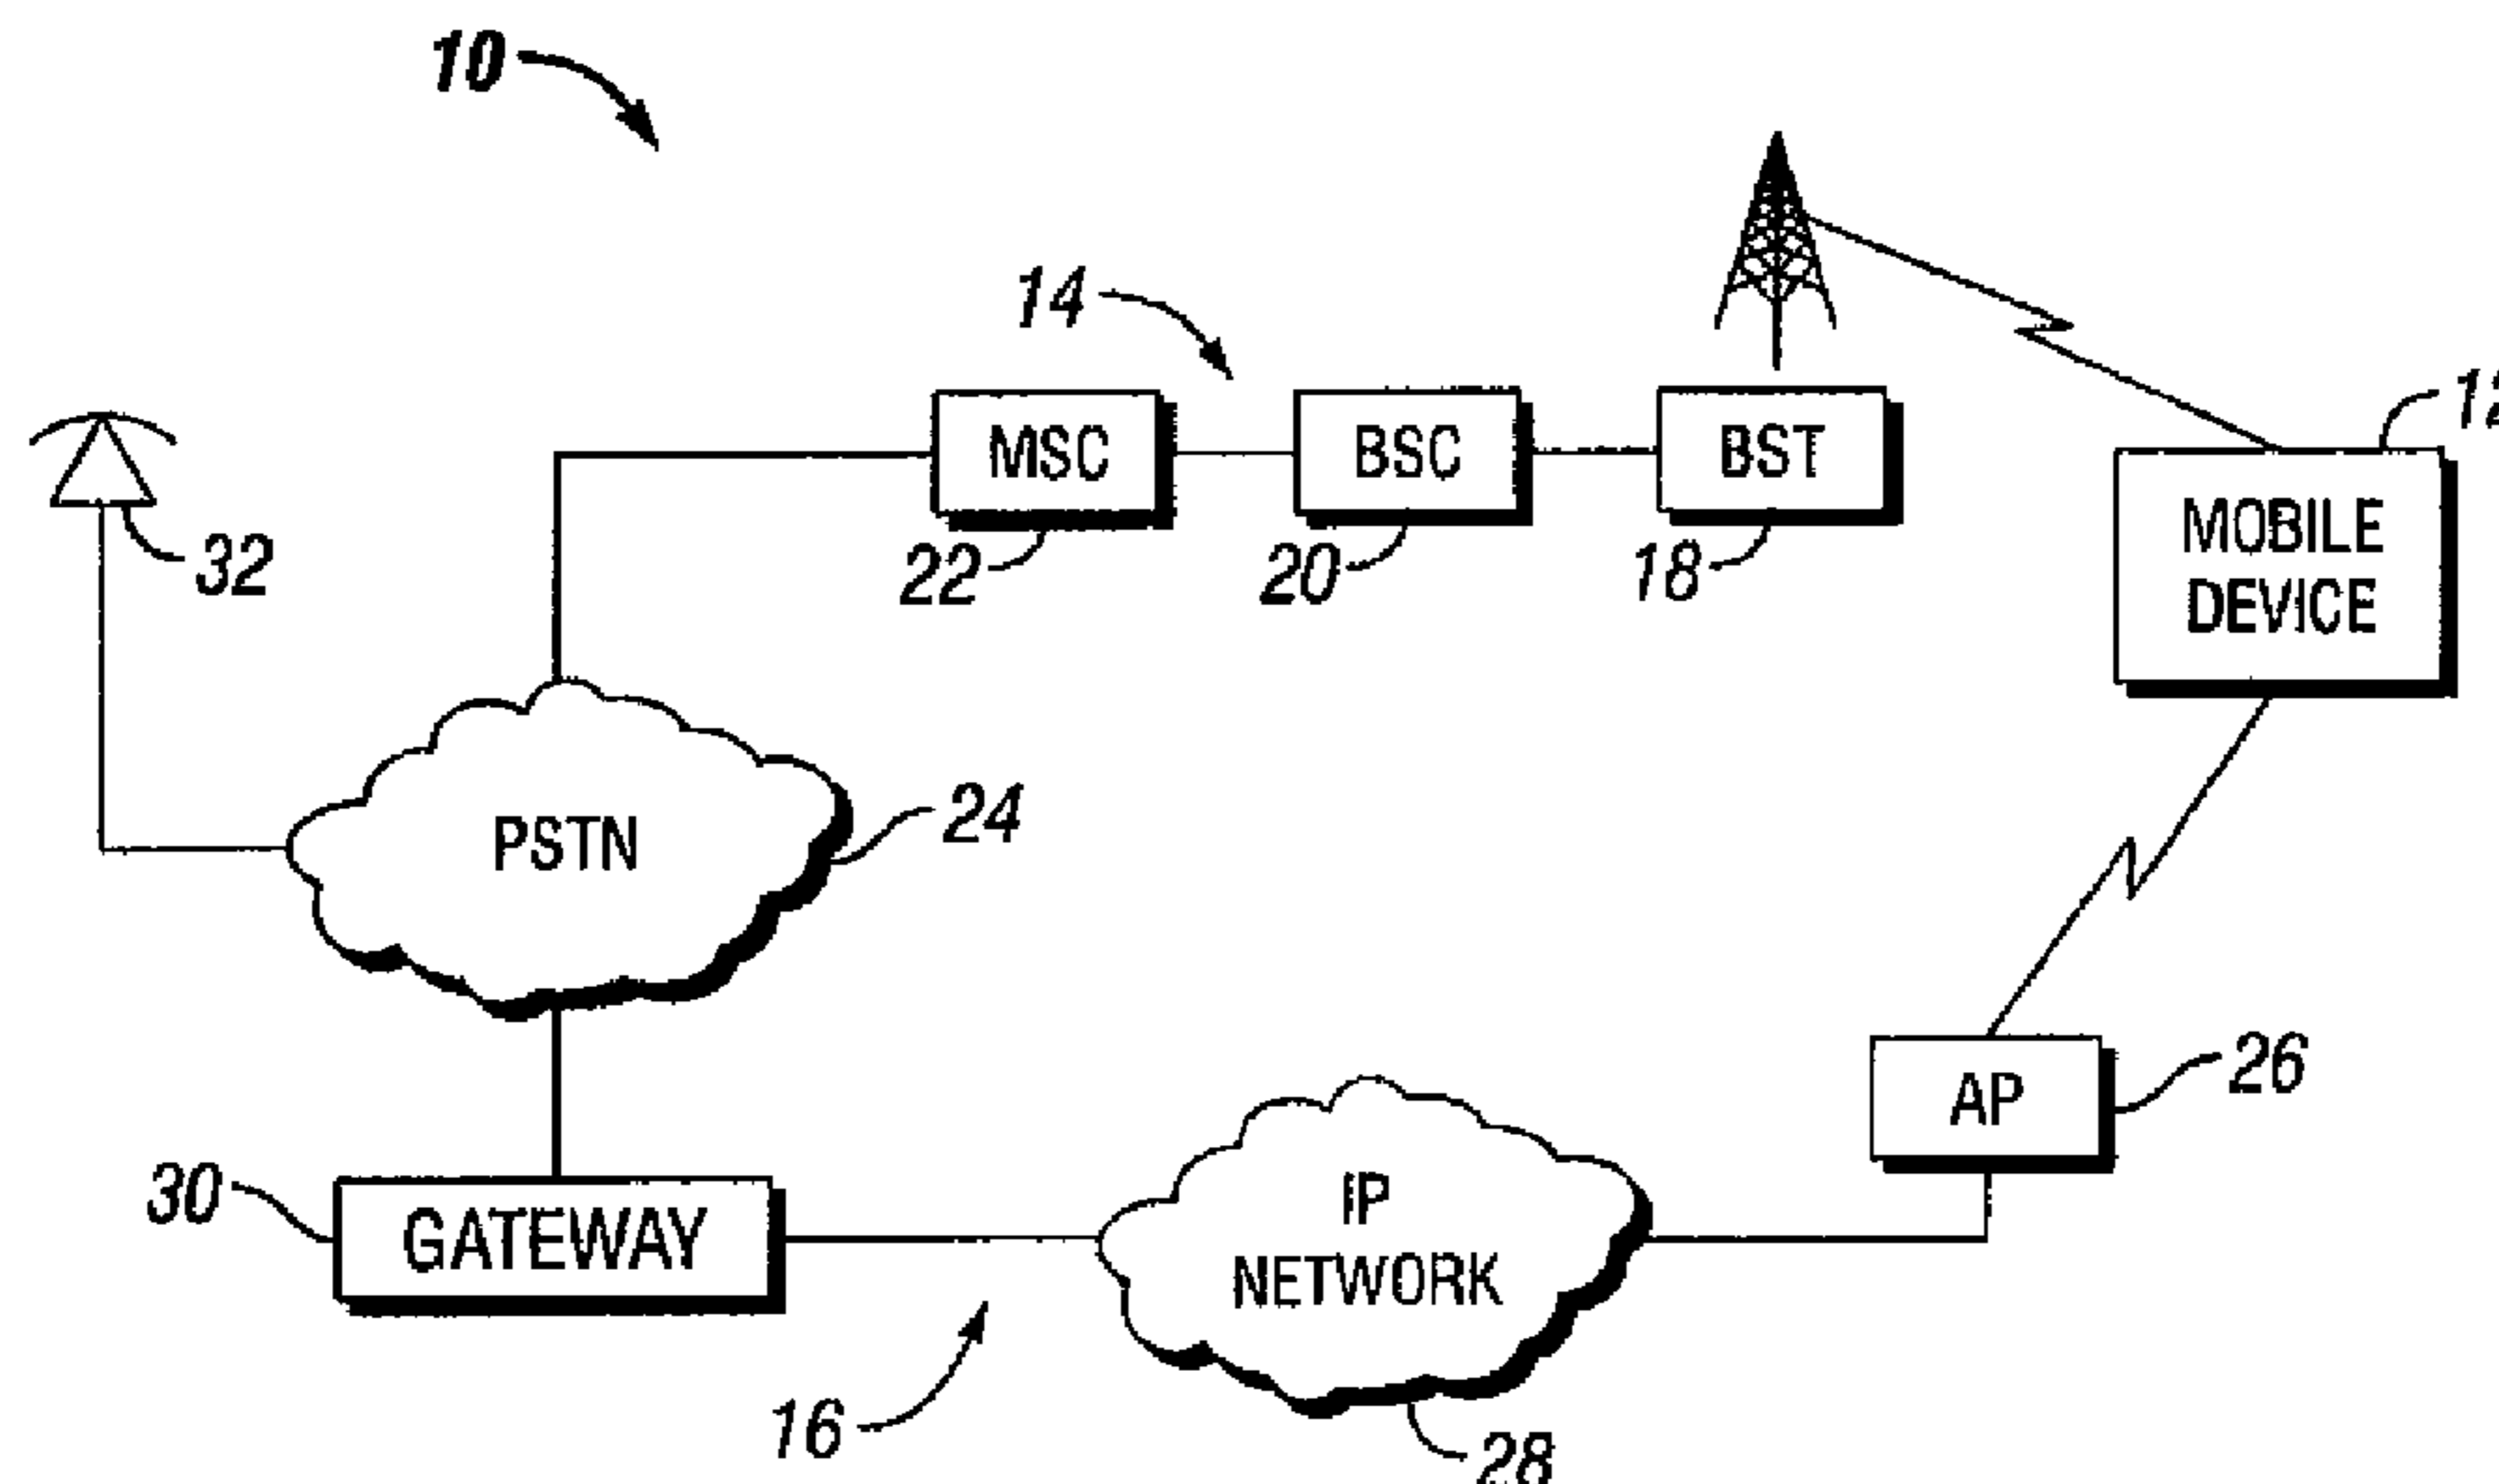 10
14
12
MSC
BSC
BST
MOBILE
DEVICE
32
22
20
18
PSTN
24
26
AP
30
GATEWAY
IP
NETWORK
16
28